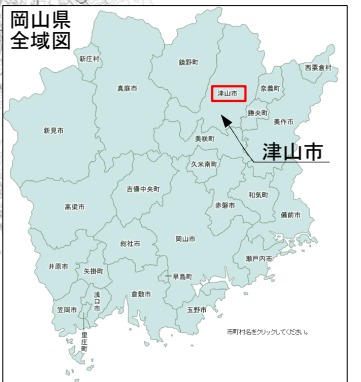 岡山県
全域図
新庄村
真庭市
鏡野町
津山市
奈義町
西粟倉村
勝央町
美作市
津山市
新見市
美咲町
久米南町
吉備中央町
高梁市
赤磐市
和気町
備前市
総社市
岡山市
瀬戸内市
井原市
矢掛町
早島町
倉敷市
浅口市
笠岡市
里庄町
玉野市
市町村名をクリックしてください。